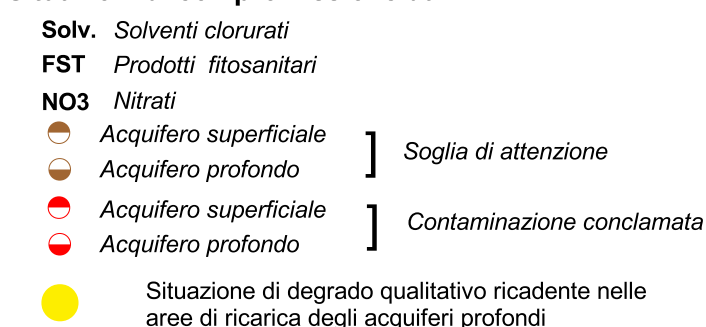 Solv. Solventi clorurati
FST Prodotti fitosanitari
NO3 Nitrati
Acquifero superficiale
Acquifero profondo
] Soglia di attenzione
Acquifero superficiale
Acquifero profondo
] Contaminazione conclamata
Situazione di degrado qualitativo ricadente nelle
aree di ricarica degli acquiferi profondi